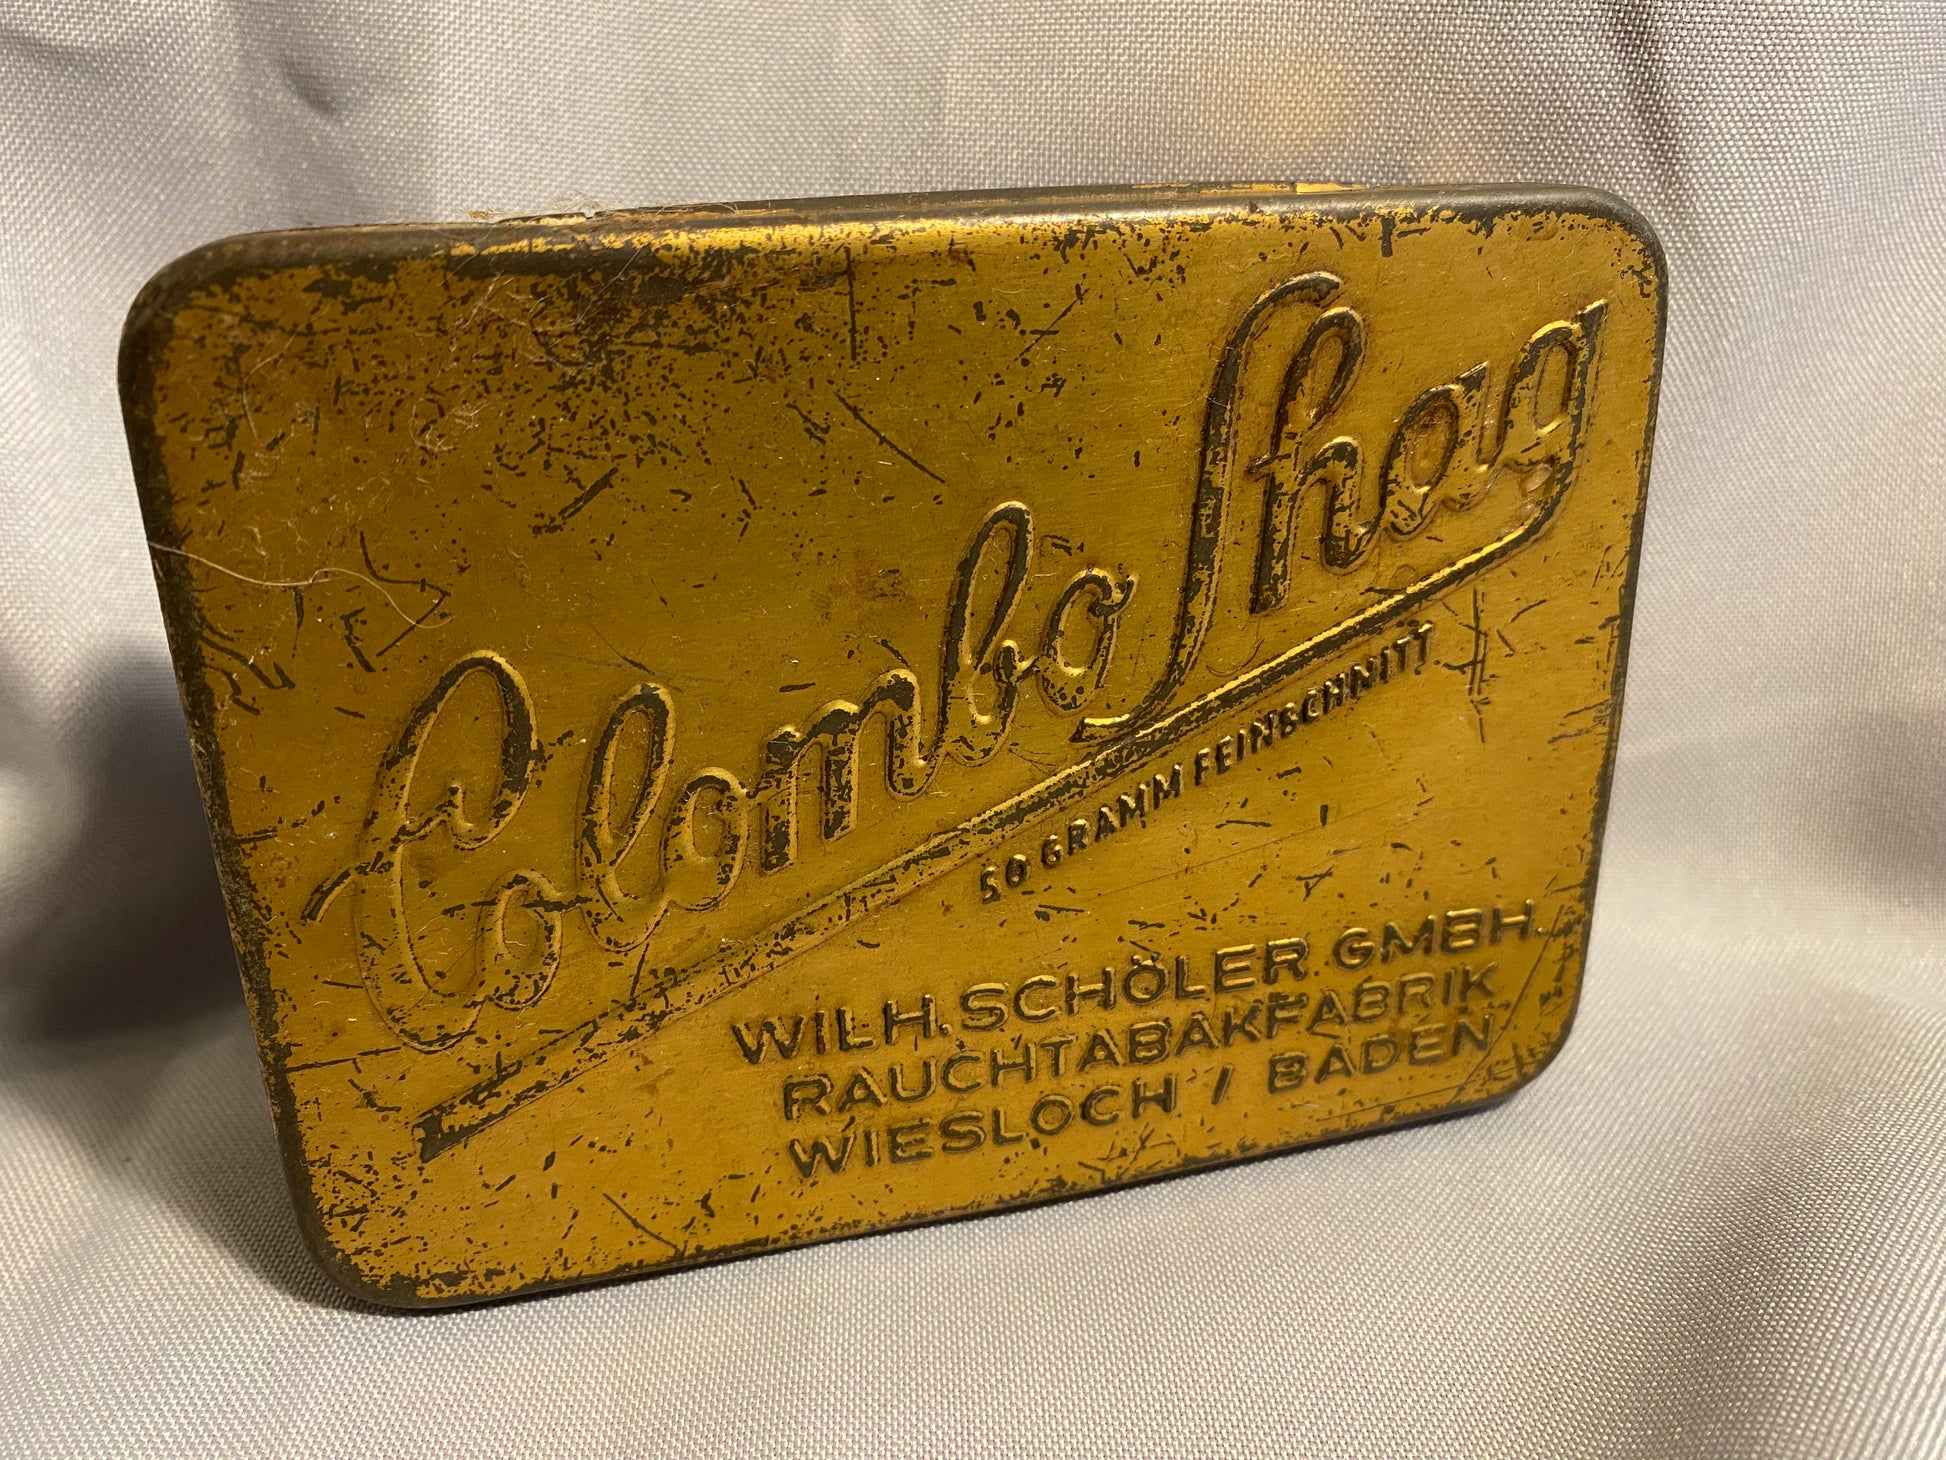 Colombo Shag
50 GRAMM FEINSCHNITT
WILH. SCHÖLER GMBH.
RAUCHTABAKFABRIK
WIESLOCH / BADEN